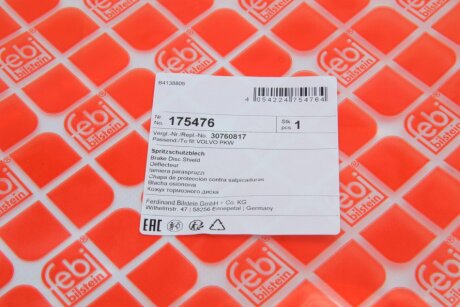 B4138805
4 054224 754764
Nr.
No. 175476
Stk
pcs 1
Vergl.-Nr./Repl.-No. 30760817
Passend/To fit VOLVO PKW
Spritzschutzblech
Brake Disc Shield
Déflecteur
lamiera paraspruzzi
Chapa de protección contra salpicaduras
Blacha osłonowa
Кожух тормозного диска
Ferdinand Bilstein GmbH + Co. KG
Wilhelmstr. 47 | 58256 Ennepetal | Germany
EAC
febi
bilstein